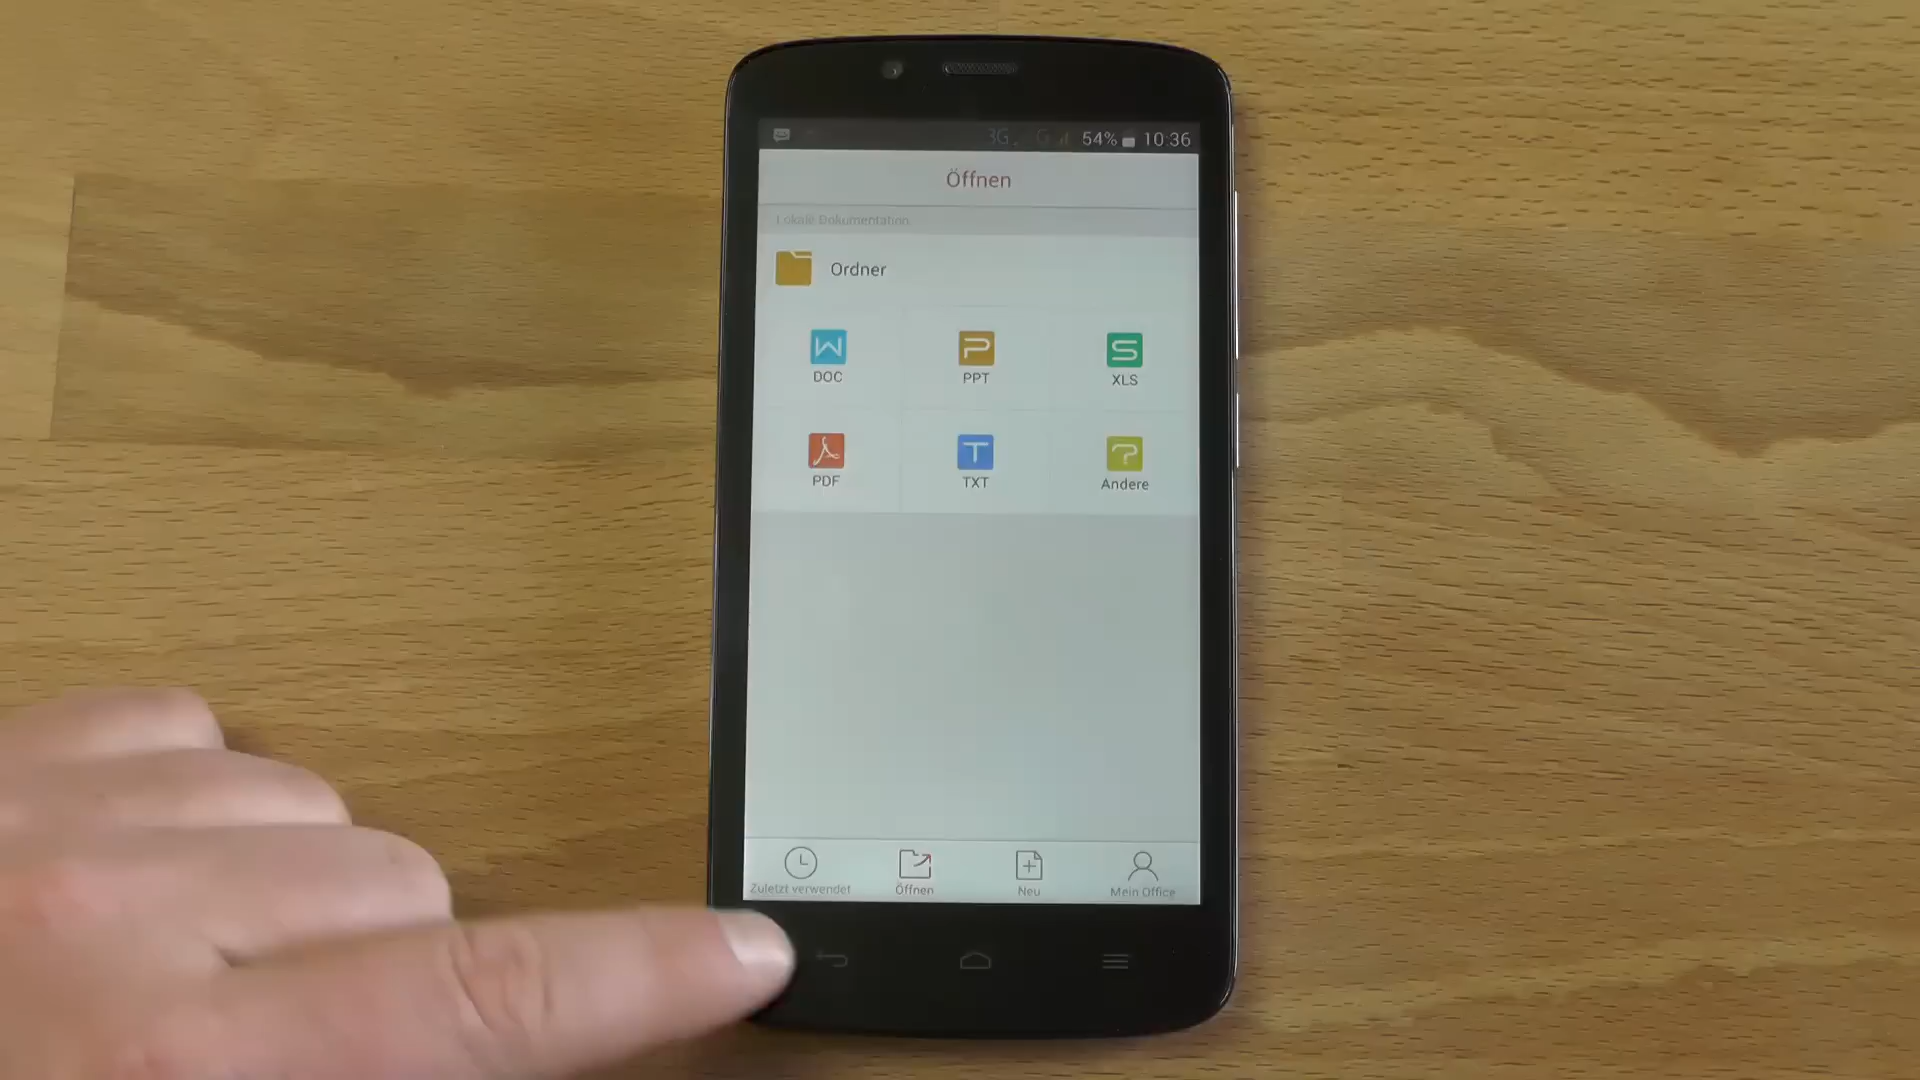 3G G 54% 10:36
Öffnen
Lokale Dokumentation
Ordner
DOC PPT XLS
PDF TXT Andere
Zuletzt verwendet Öffnen Neu Mein Office